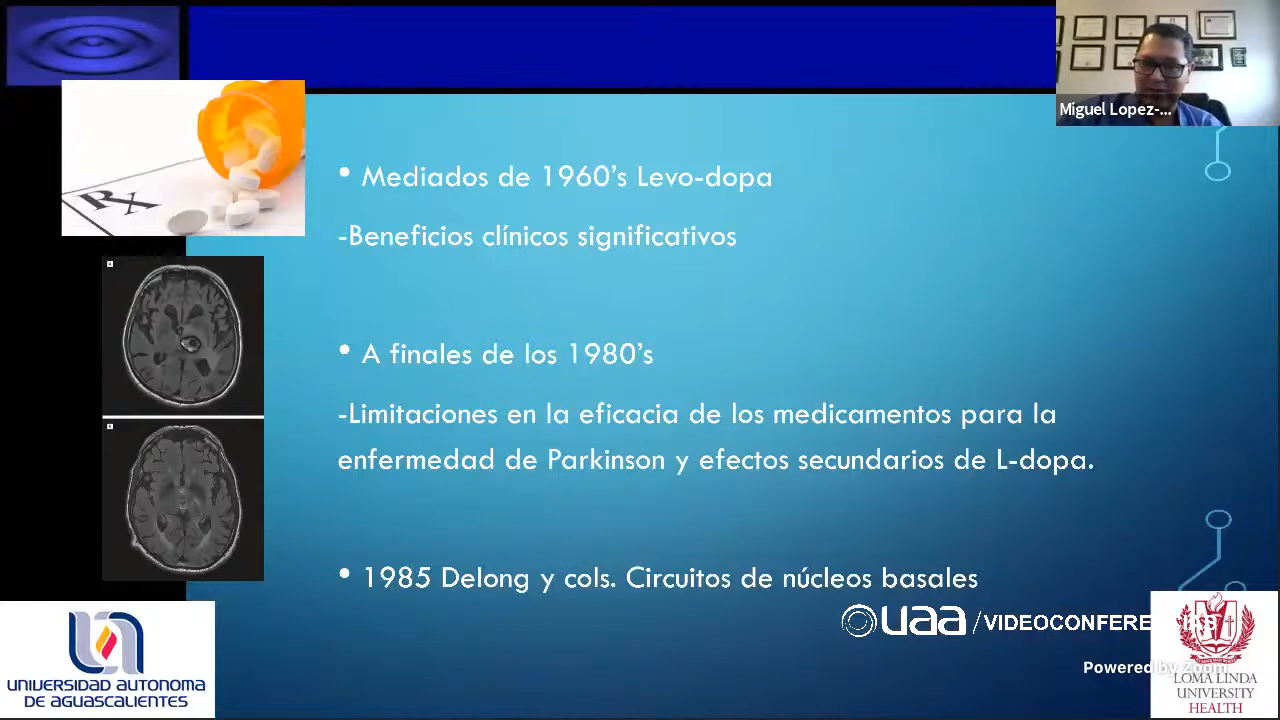 Miguel Lopez-...
Rx
• Mediados de 1960’s Levo-dopa
-Beneficios clínicos significativos
• A finales de los 1980’s
-Limitaciones en la eficacia de los medicamentos para la
enfermedad de Parkinson y efectos secundarios de L-dopa.
• 1985 Delong y cols. Circuitos de núcleos basales
uaa /VIDEOCONFERENCIAS
Powered by Zoom
UNIVERSIDAD AUTONOMA
DE AGUASCALIENTES
LOMA LINDA
UNIVERSITY
HEALTH